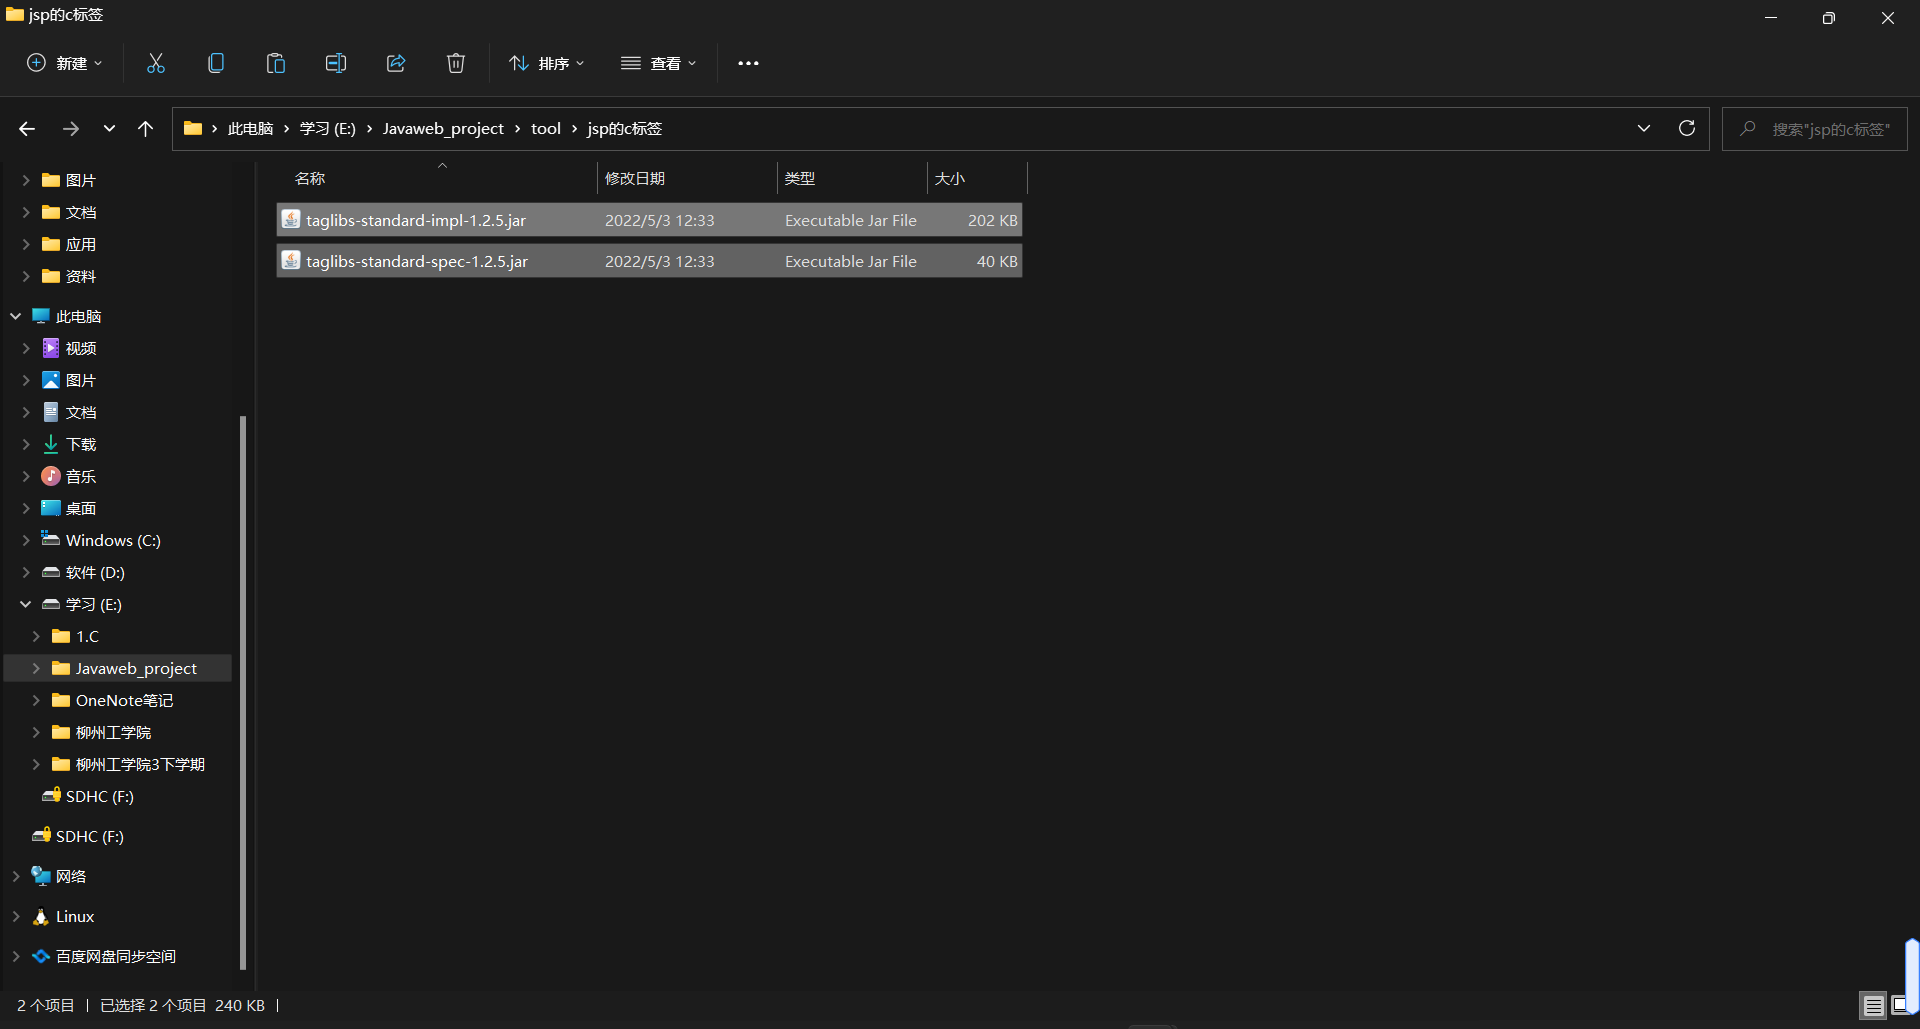 jsp的c标签
新建
排序
查看
此电脑 学习 (E:) Javaweb_project tool jsp的c标签
搜索"jsp的c标签"
名称 修改日期 类型 大小
taglibs-standard-impl-1.2.5.jar 2022/5/3 12:33 Executable Jar File 202 KB
taglibs-standard-spec-1.2.5.jar 2022/5/3 12:33 Executable Jar File 40 KB
图片
文档
应用
资料
此电脑
视频
图片
文档
下载
音乐
桌面
Windows (C:)
软件 (D:)
学习 (E:)
1.C
Javaweb_project
OneNote笔记
柳州工学院
柳州工学院3下学期
SDHC (F:)
SDHC (F:)
网络
Linux
百度网盘同步空间
2 个项目 已选择 2 个项目 240 KB